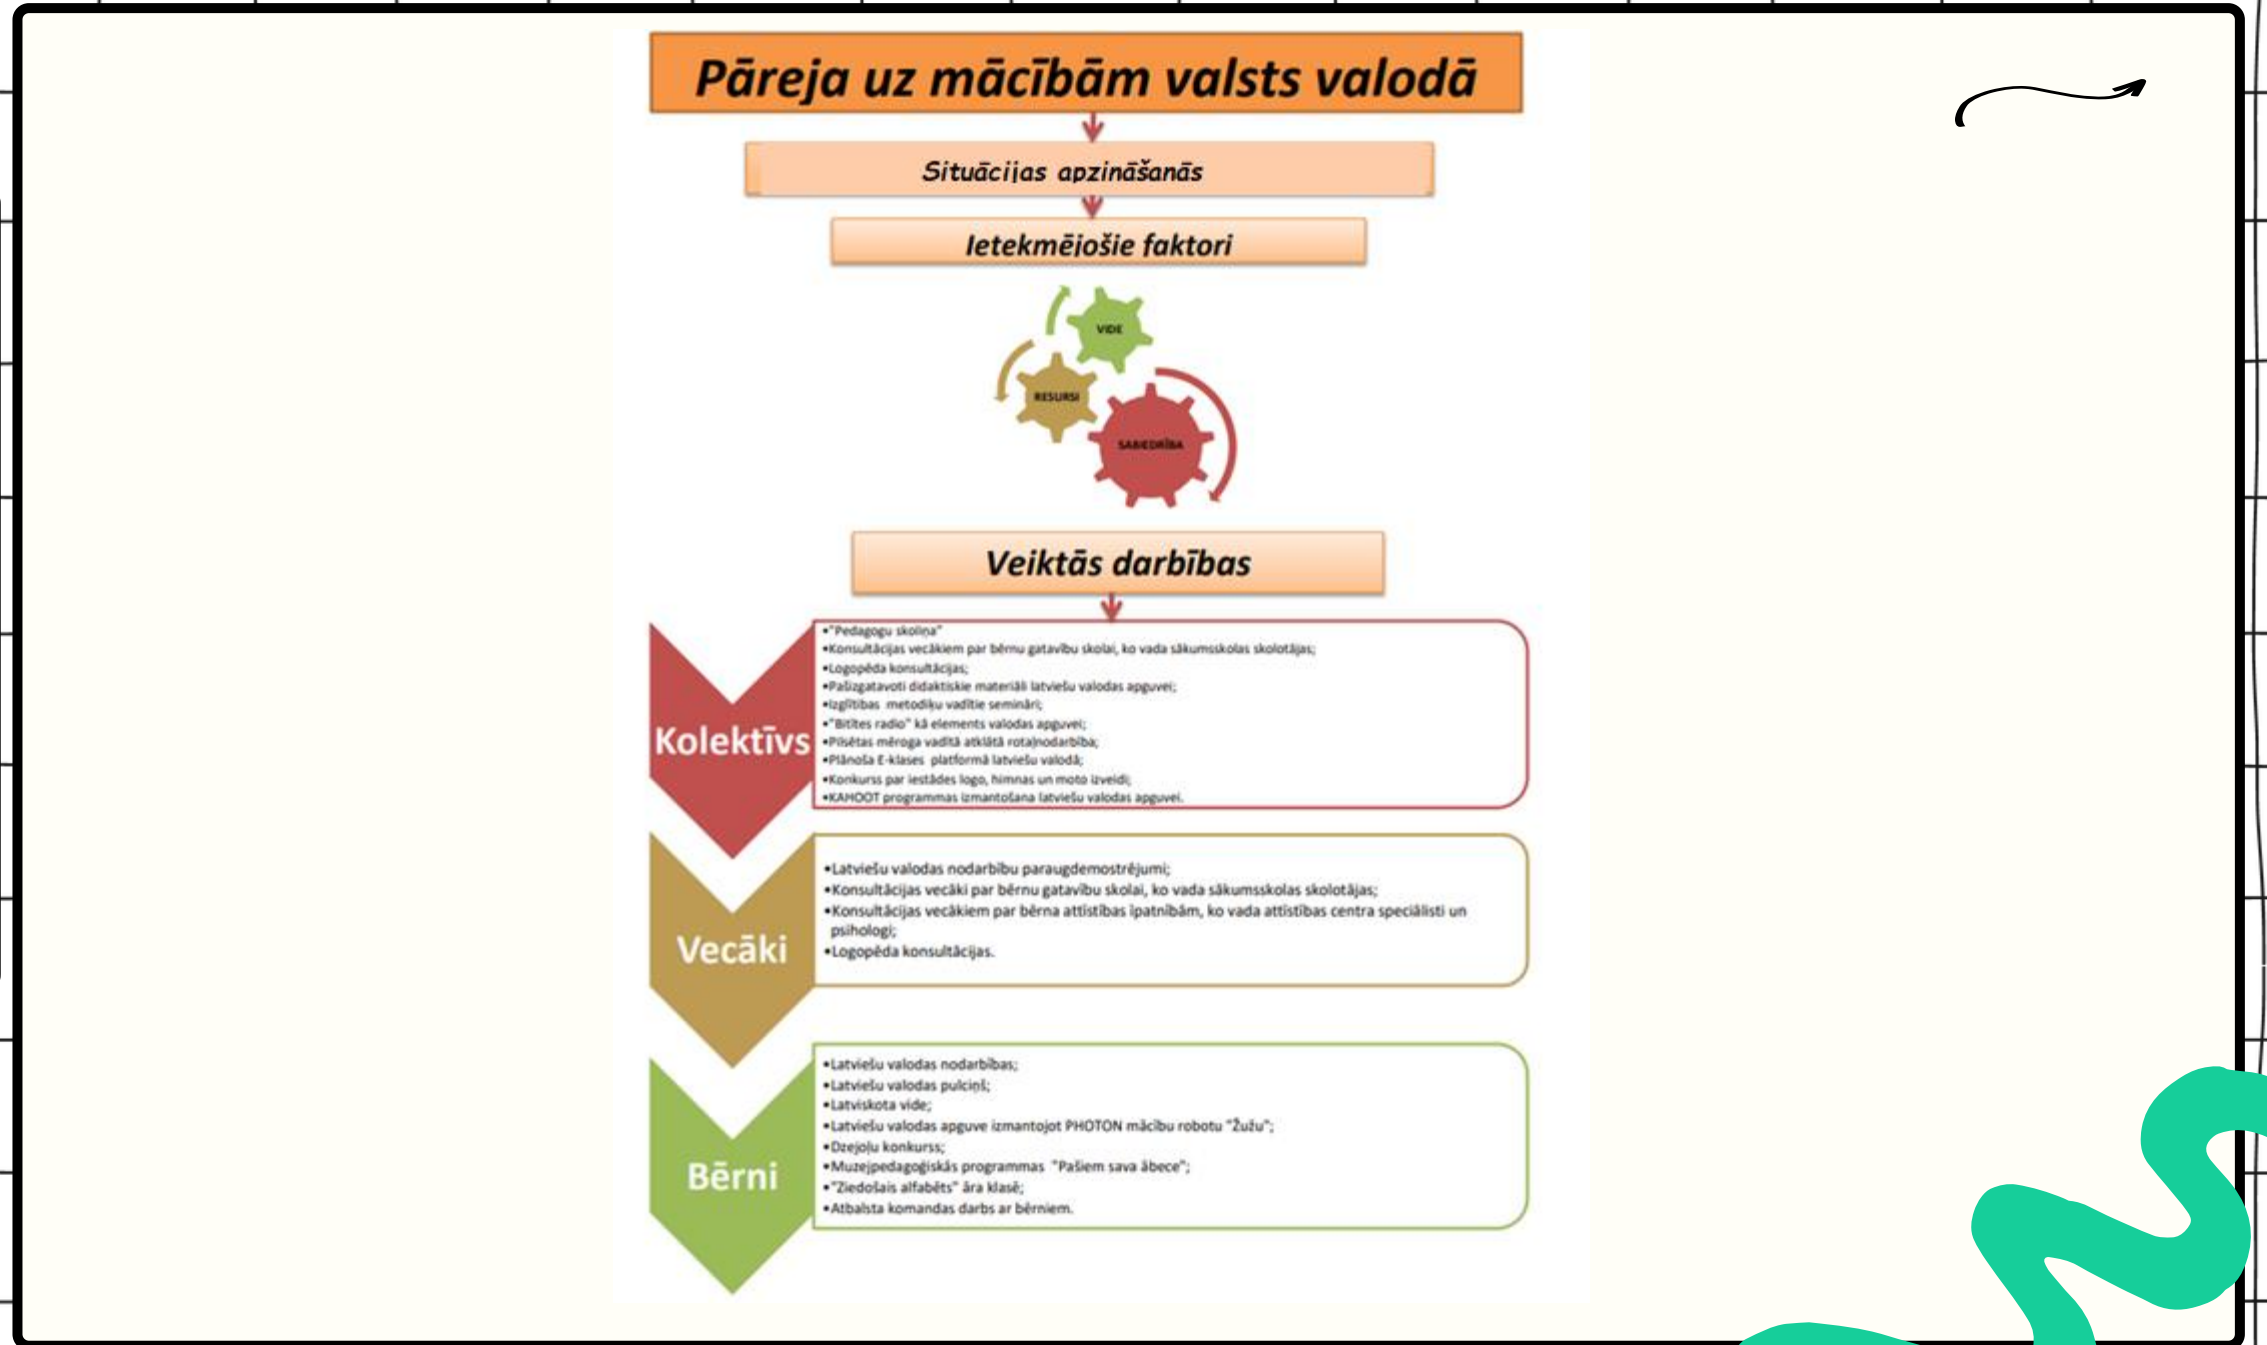 Pāreja uz mācībām valsts valodā
Situācijas apzināšanās
Ietekmējošie faktori
VIDE
RESURSI
SABIEDRĪBA
Veiktās darbības
Kolektīvs
•"Pedagogu skoliņa"
•Konsultācijas vecākiem par bērnu gatavību skolai, ko vada sākumsskolas skolotājas;
•Logopēda konsultācijas;
•Pašizgatavoti didaktiskie materiāli latviešu valodas apguvei;
•Izglītības metodiķu vadītie semināri;
•"Bitītes radio" kā elements valodas apguvei;
•Pilsētas mēroga vadītā atklātā rotaļnodarbība;
•Plānoša E-klases platformā latviešu valodā;
•Konkurss par iestādes logo, himnas un moto izveidi;
•KAHOOT programmas izmantošana latviešu valodas apguvei.
Vecāki
•Latviešu valodas nodarbību paraugdemostrējumi;
•Konsultācijas vecāki par bērnu gatavību skolai, ko vada sākumsskolas skolotājas;
•Konsultācijas vecākiem par bērna attīstības īpatnībām, ko vada attīstības centra speciālisti un
psihologi;
•Logopēda konsultācijas.
Bērni
•Latviešu valodas nodarbības;
•Latviešu valodas pulciņš;
•Latviskota vide;
•Latviešu valodas apguve izmantojot PHOTON mācību robotu "Žužu";
•Dzejoļu konkurss;
•Muzejpedagoģiskās programmas "Pašiem sava ābece";
•"Ziedošais alfabēts" āra klasē;
•Atbalsta komandas darbs ar bērniem.